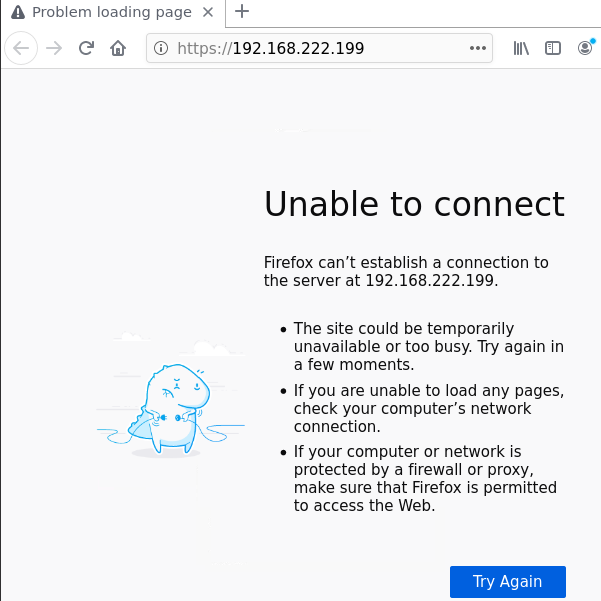 Problem loading page
https://192.168.222.199
Unable to connect
Firefox can’t establish a connection to
the server at 192.168.222.199.
• The site could be temporarily
unavailable or too busy. Try again in
a few moments.
• If you are unable to load any pages,
check your computer’s network
connection.
• If your computer or network is
protected by a firewall or proxy,
make sure that Firefox is permitted
to access the Web.
Try Again